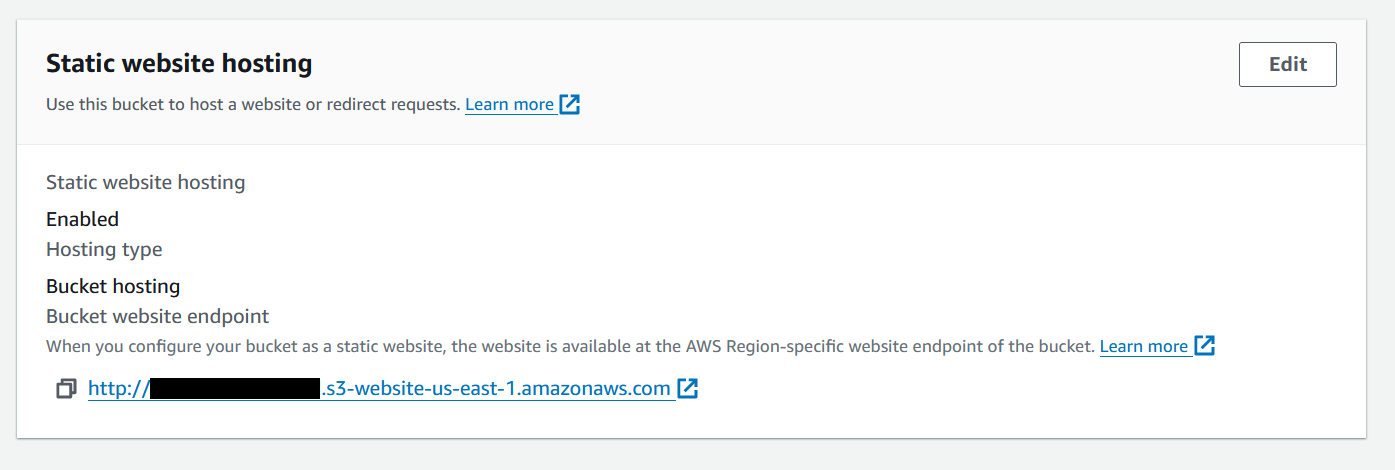 Static website hosting
Edit
Use this bucket to host a website or redirect requests. Learn more
Static website hosting
Enabled
Hosting type
Bucket hosting
Bucket website endpoint
When you configure your bucket as a static website, the website is available at the AWS Region-specific website endpoint of the bucket. Learn more
http:// .s3-website-us-east-1.amazonaws.com